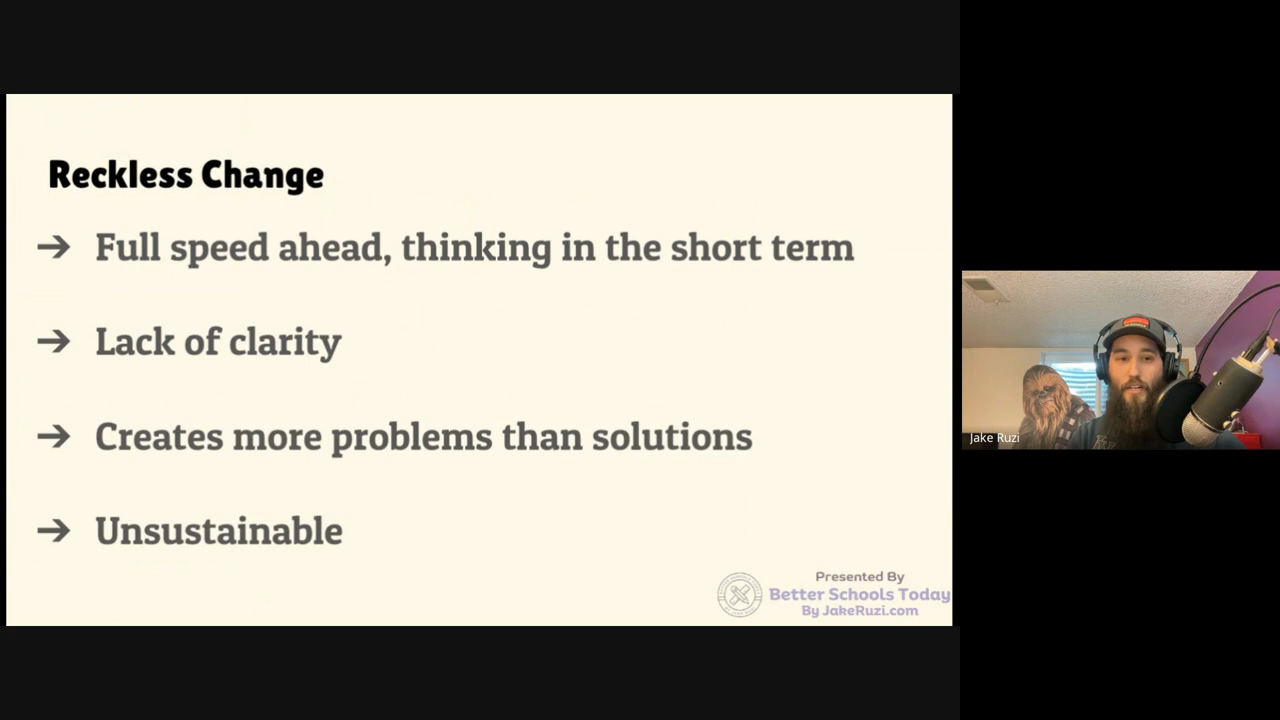 Reckless Change
➔ Full speed ahead, thinking in the short term
➔ Lack of clarity
➔ Creates more problems than solutions
➔ Unsustainable
Presented By
Better Schools Today
By JakeRuzi.com
Jake Ruzi